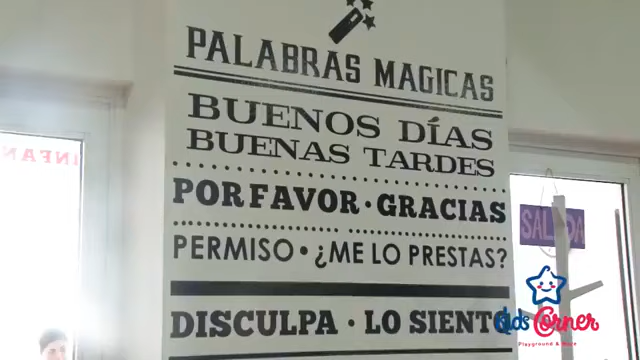 PALABRAS MAGICAS
BUENOS DÍAS
BUENAS TARDES
POR FAVOR · GRACIAS
PERMISO • ¿ME LO PRESTAS?
DISCULPA · LO SIENTO
INFAN
SALIDA
Kids Corner
Playground & More